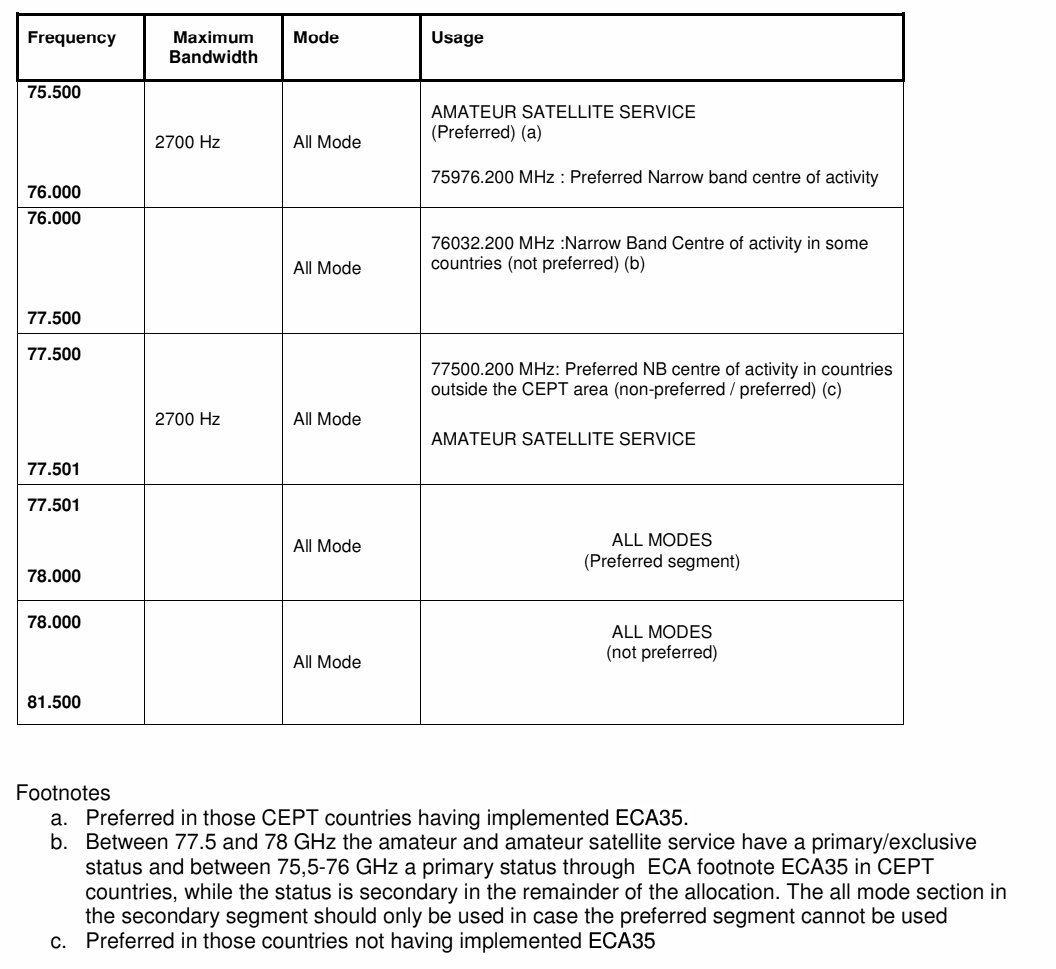 Frequency Maximum Bandwidth Mode Usage
75.500
2700 Hz All Mode AMATEUR SATELLITE SERVICE
(Preferred) (a)
75976.200 MHz : Preferred Narrow band centre of activity
76.000
76.000
All Mode 76032.200 MHz :Narrow Band Centre of activity in some
countries (not preferred) (b)
77.500
77.500
2700 Hz All Mode 77500.200 MHz: Preferred NB centre of activity in countries
outside the CEPT area (non-preferred / preferred) (c)
AMATEUR SATELLITE SERVICE
77.501
77.501
All Mode ALL MODES
(Preferred segment)
78.000
78.000
All Mode ALL MODES
(not preferred)
81.500
Footnotes
a. Preferred in those CEPT countries having implemented ECA35.
b. Between 77.5 and 78 GHz the amateur and amateur satellite service have a primary/exclusive
status and between 75,5-76 GHz a primary status through ECA footnote ECA35 in CEPT
countries, while the status is secondary in the remainder of the allocation. The all mode section in
the secondary segment should only be used in case the preferred segment cannot be used
c. Preferred in those countries not having implemented ECA35